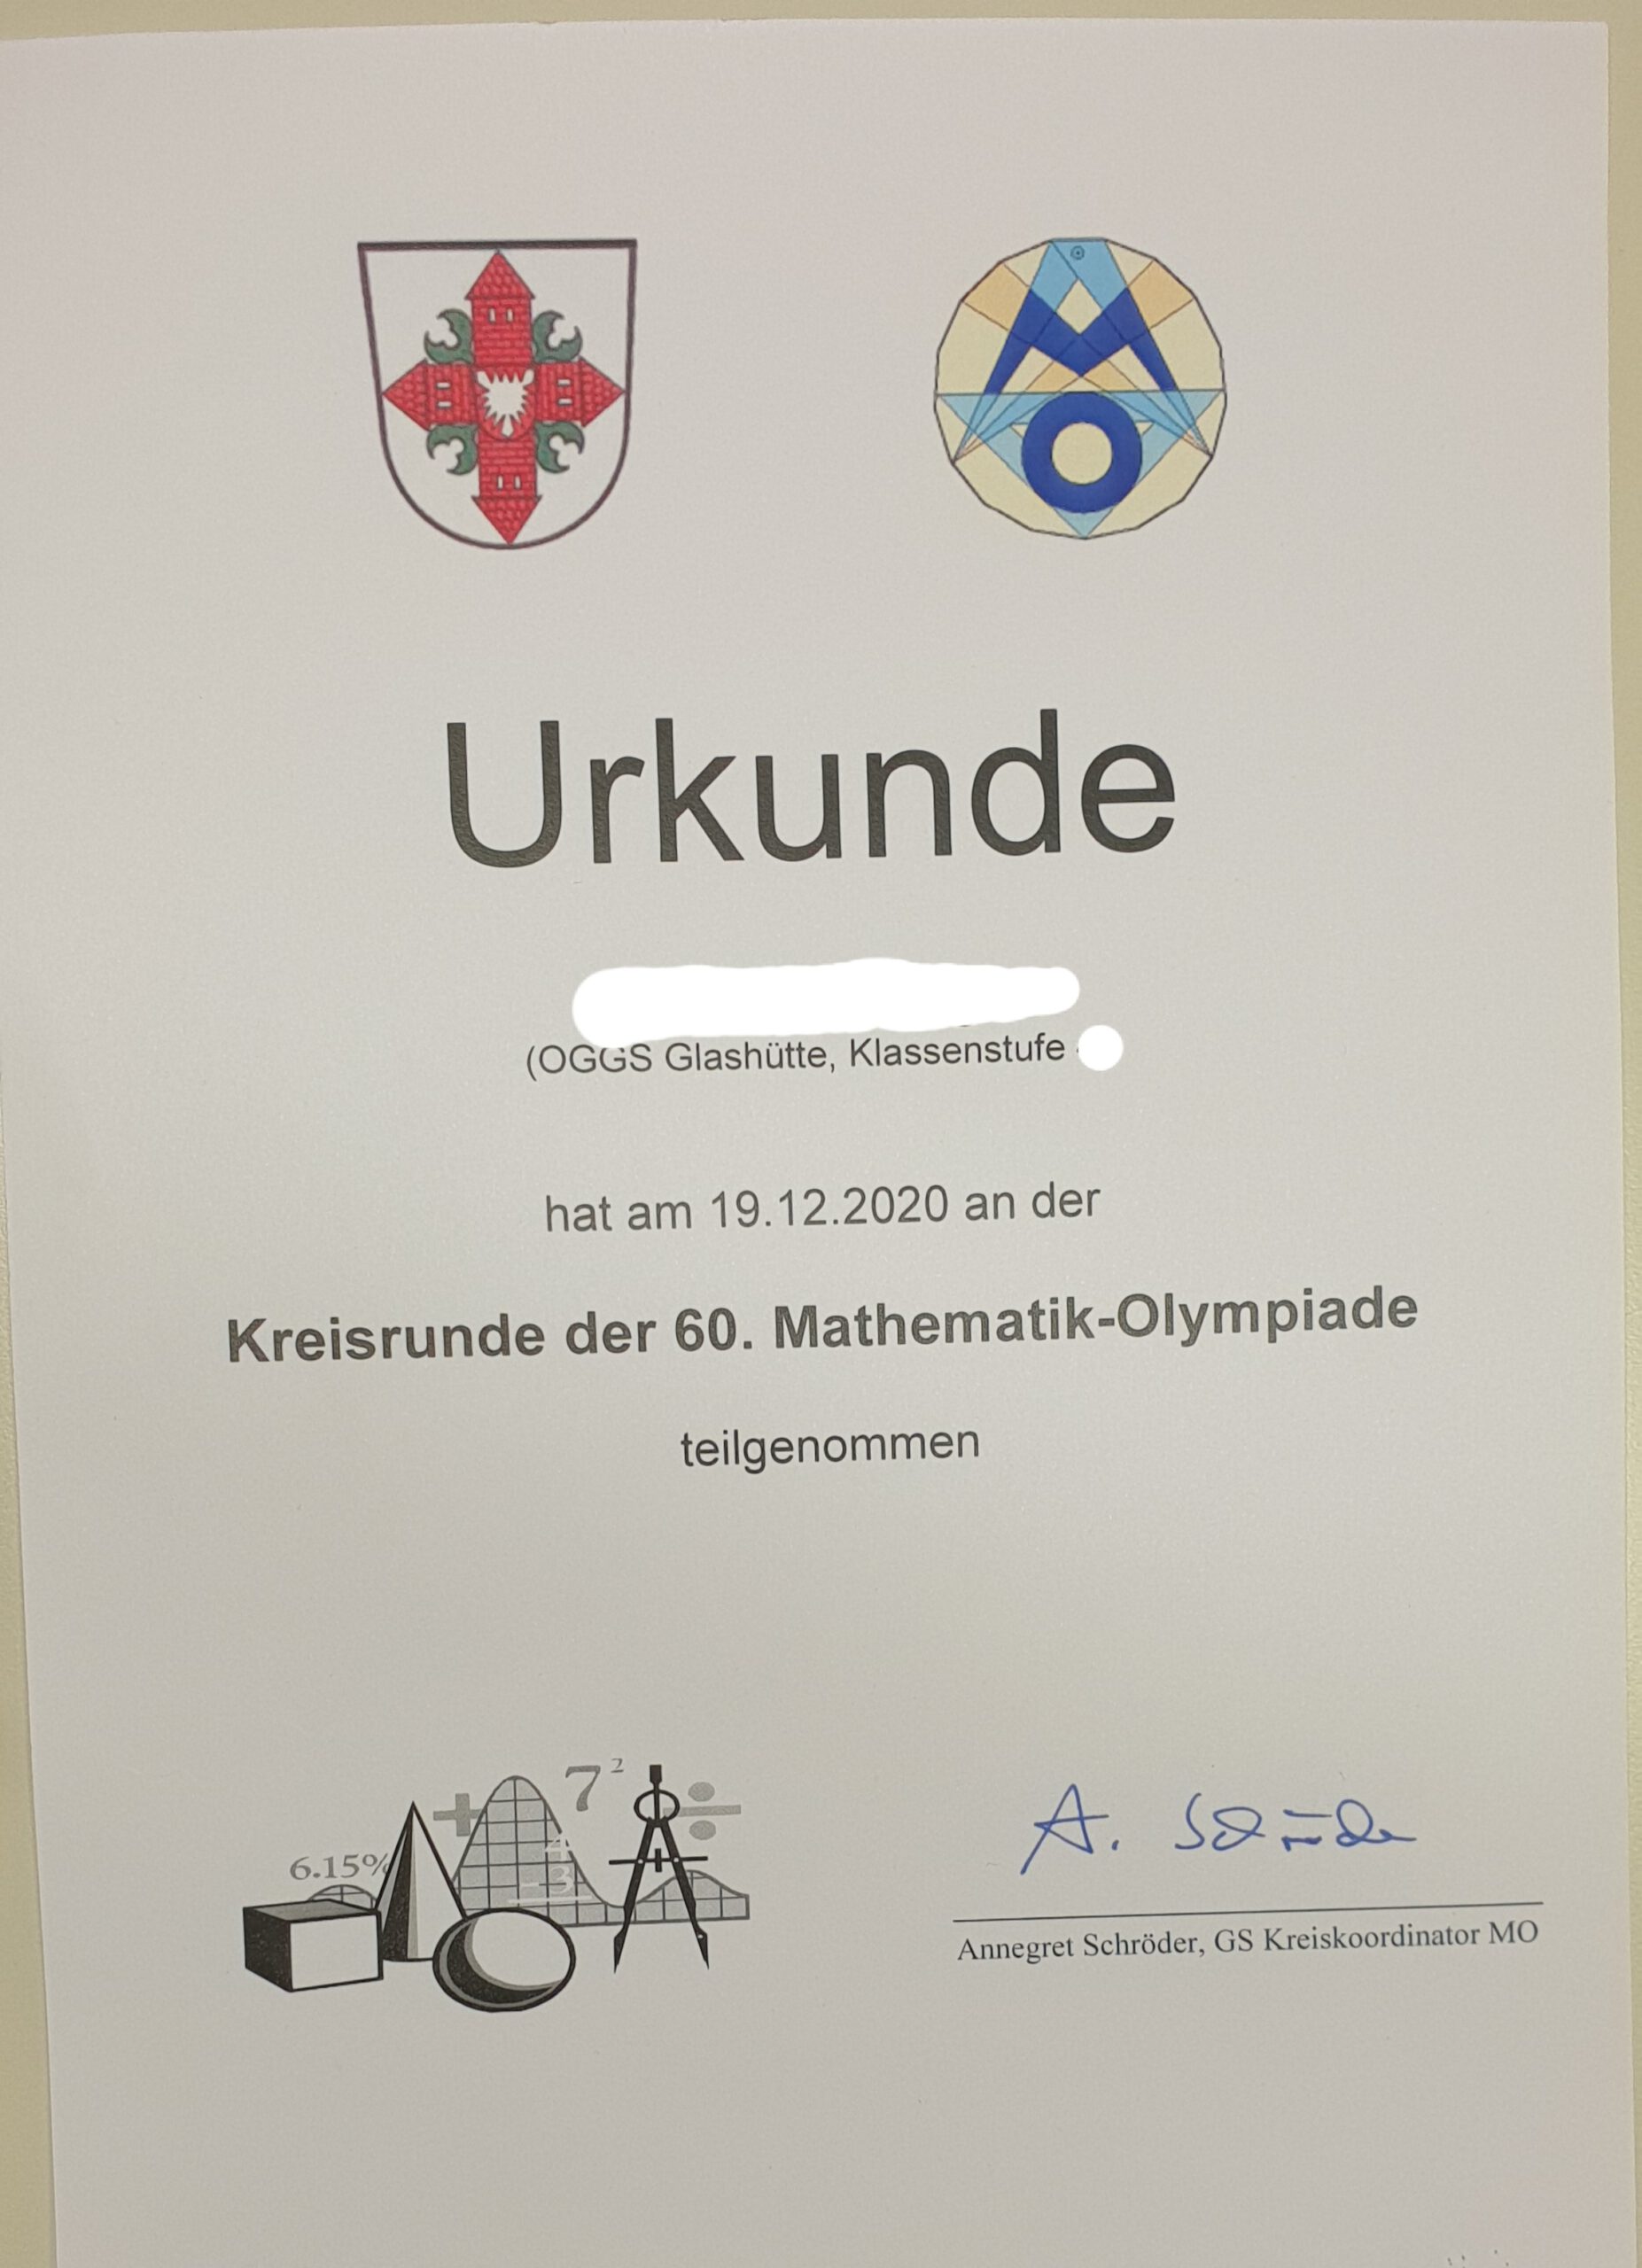 Urkunde
(OGGS Glashütte, Klassenstufe
hat am 19.12.2020 an der
Kreisrunde der 60. Mathematik-Olympiade
teilgenommen
7²
6.15%
A. Schröder
Annegret Schröder, GS Kreiskoordinator MO